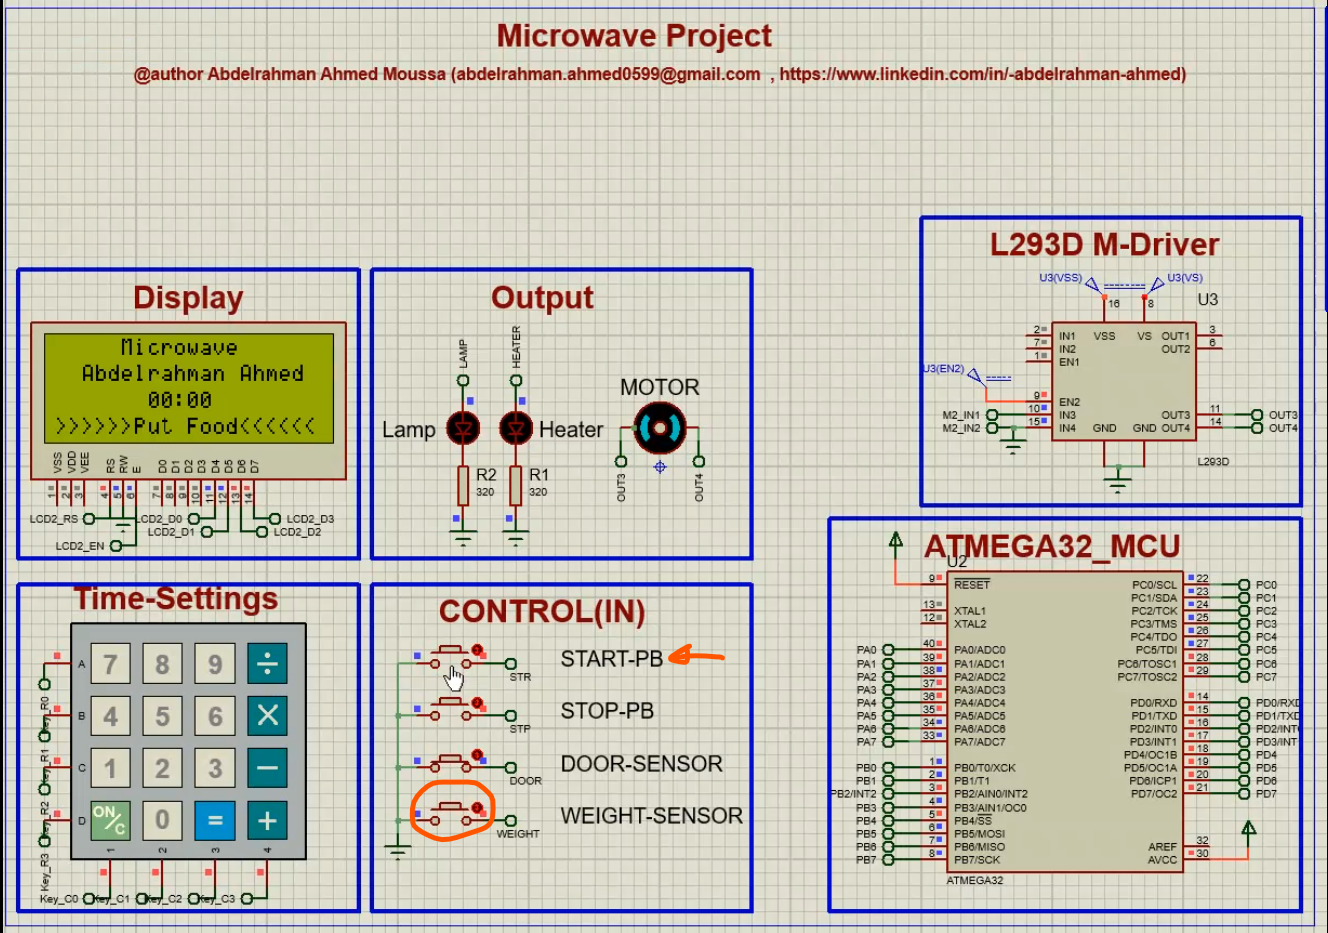 Microwave Project
@author Abdelrahman Ahmed Moussa (abdelrahman.ahmed0599@gmail.com , https://www.linkedin.com/in/-abdelrahman-ahmed)
L293D M-Driver
U3(VSS)
U3(VS)
16
8
U3
2 IN1 VSS VS OUT1 3
7 IN2 OUT2 6
1 EN1
U3(EN2)
9 EN2
M2_IN1 10 IN3 OUT3 11 OUT3
M2_IN2 15 IN4 GND GND OUT4 14 OUT4
L293D
Display
Microwave
Abdelrahman Ahmed
00:00
>>>>>>Put Food<<<<<<
VSS VDD VEE RS RW E D0 D1 D2 D3 D4 D5 D6 D7
1 2 3 4 5 6 7 8 9 10 11 12 13 14
LCD2_RS LCD2_D0 LCD2_D3
LCD2_D1 LCD2_D2
LCD2_EN
Output
LAMP HEATER
MOTOR
Lamp Heater
R2 R1
320 320
OUT3 OUT4
Time-Settings
A 7 8 9 ÷
B 4 5 6 ×
C 1 2 3 −
D ON/C 0 = +
1 2 3 4
Key_R0
Key_R1
Key_R2
Key_R3
Key_C0 Key_C1 Key_C2 Key_C3
CONTROL(IN)
START-PB
STR
STOP-PB
STP
DOOR-SENSOR
DOOR
WEIGHT-SENSOR
WEIGHT
ATMEGA32_MCU
U2
9 RESET PC0/SCL 22 PC0
PC1/SDA 23 PC1
13 XTAL1 PC2/TCK 24 PC2
12 XTAL2 PC3/TMS 25 PC3
PC4/TDO 26 PC4
PA0 40 PA0/ADC0 PC5/TDI 27 PC5
PA1 39 PA1/ADC1 PC6/TOSC1 28 PC6
PA2 38 PA2/ADC2 PC7/TOSC2 29 PC7
PA3 37 PA3/ADC3
PA4 36 PA4/ADC4 PD0/RXD 14 PD0/RXD
PA5 35 PA5/ADC5 PD1/TXD 15 PD1/TXD
PA6 34 PA6/ADC6 PD2/INT0 16 PD2/INT
PA7 33 PA7/ADC7 PD3/INT1 17 PD3/INT
PD4/OC1B 18 PD4
PB0 1 PB0/T0/XCK PD5/OC1A 19 PD5
PB1 2 PB1/T1 PD6/ICP1 20 PD6
PB2/INT2 3 PB2/AIN0/INT2 PD7/OC2 21 PD7
PB3 4 PB3/AIN1/OC0
PB4 5 PB4/SS
PB5 6 PB5/MOSI
PB6 7 PB6/MISO AREF 32
PB7 8 PB7/SCK AVCC 30
ATMEGA32